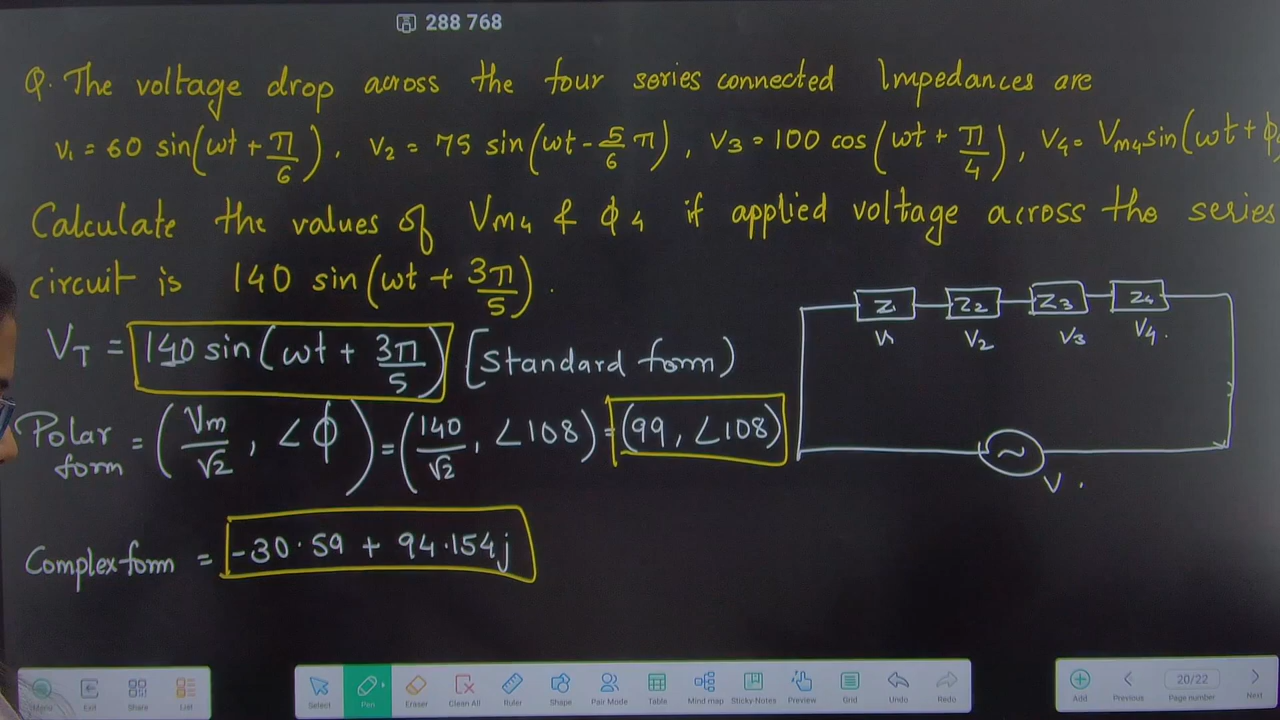 288 768
Q. The voltage drop across the four series connected Impedances are
V₁ = 60 sin(ωt + π/6), V₂ = 75 sin(ωt - 5/6 π), V₃ = 100 cos(ωt + π/4), V₄ = Vm₄ sin(ωt + ϕ
Calculate the values of Vm₄ & ϕ₄ if applied voltage across the series
circuit is 140 sin(ωt + 3π/5).
Z₁ Z₂ Z₃ Z₄
V₁ V₂ V₃ V₄.
V_T = 140 sin(ωt + 3π/5) [Standard form)
Polar form = (Vm/√2, ∠ϕ) = (140/√2, ∠108) = (99, ∠108)
~
V.
Complex form = -30.59 + 94.154j
Menu Exit Share List Select Pen Eraser Clean All Ruler Shape Pair Mode Table Mind map Sticky-Notes Preview Grid Undo Redo Add Previous 20/22 Page number Next